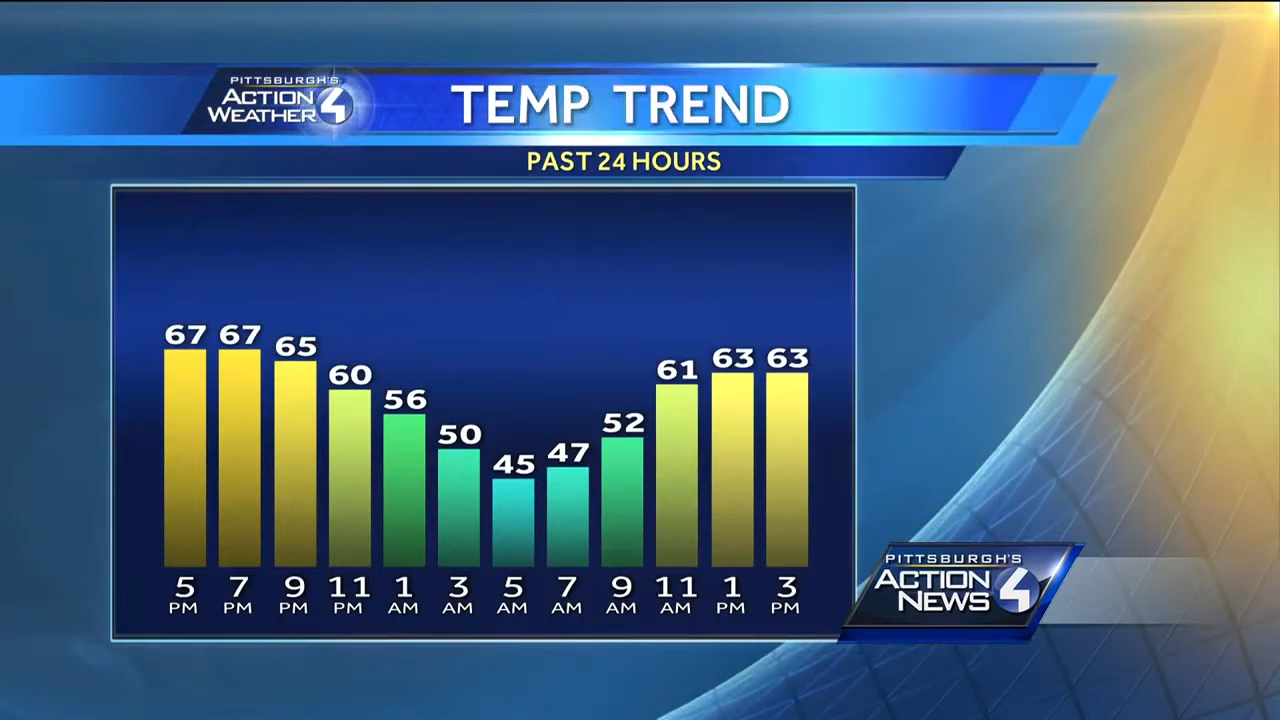 PITTSBURGH'S
ACTION
WEATHER 4
TEMP TREND
PAST 24 HOURS
67 67 65 60 56 50 45 47 52 61 63 63
5 7 9 11 1 3 5 7 9 11 1 3
PM PM PM PM AM AM AM AM AM AM PM PM
PITTSBURGH'S
ACTION
NEWS 4